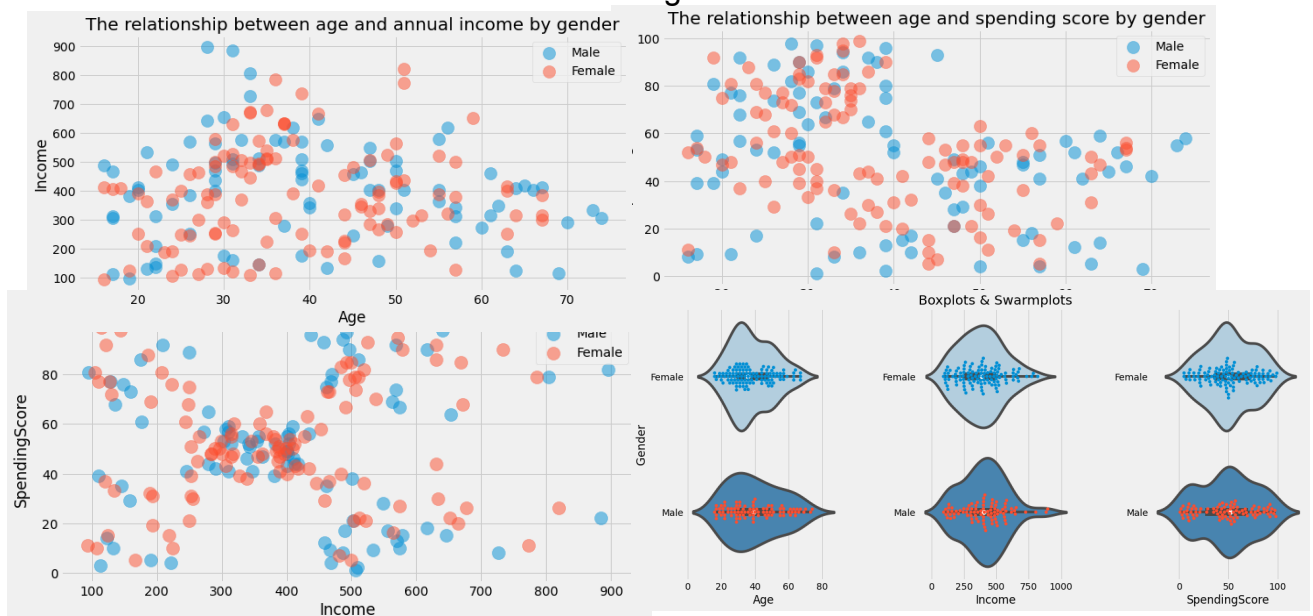 The relationship between age and annual income by gender
Male
Female
Income
900
800
700
600
500
400
300
200
100
20
30
40
50
60
70
Age
The relationship between age and spending score by gender
Male
Female
100
80
60
40
20
0
Male
Female
SpendingScore
80
60
40
20
0
100
200
300
400
500
600
700
800
900
Income
Boxplots & Swarmplots
Gender
Female
Male
0
20
40
60
80
Age
Female
Male
0
250
500
750
1000
Income
Female
Male
0
50
100
SpendingScore